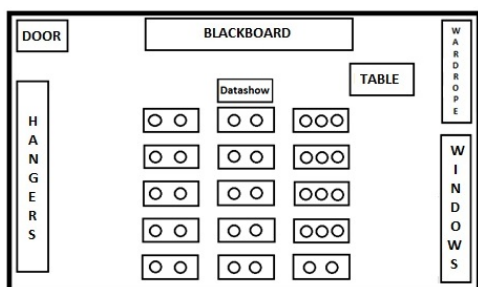 DOOR
BLACKBOARD
WARDROPE
TABLE
Datashow
HANGERS
WINDOWS